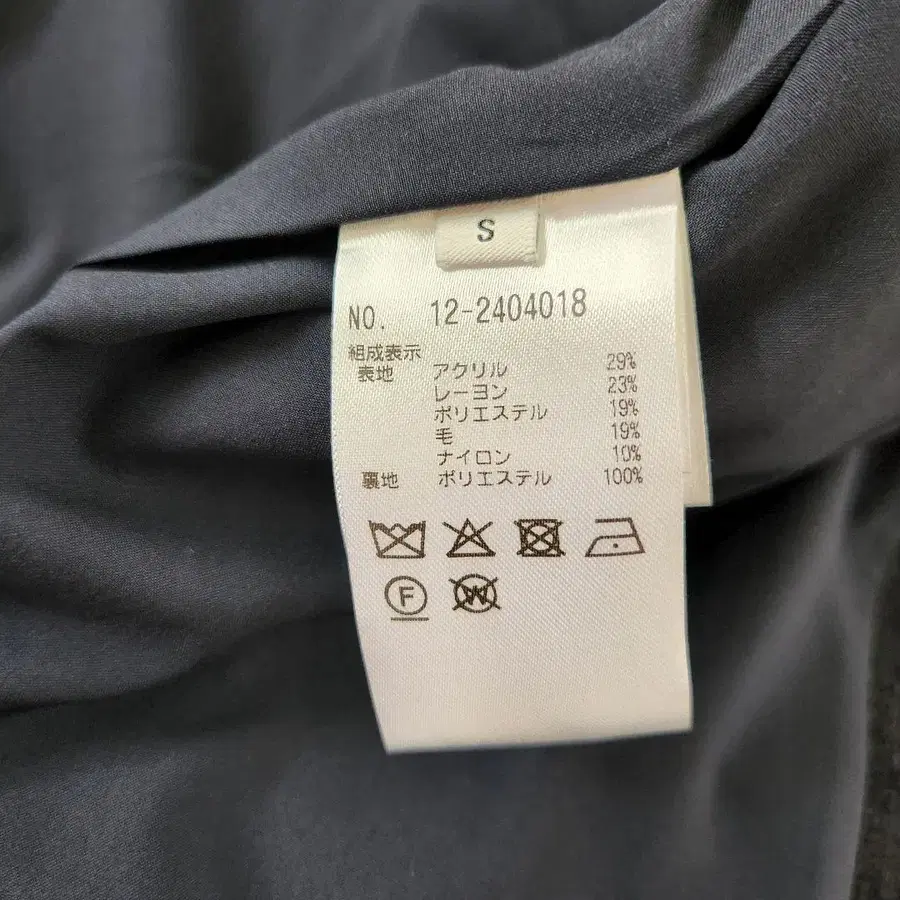 S
NO. 12-2404018
組成表示
表地 アクリル 29%
レーヨン 23%
ポリエステル 19%
毛 19%
ナイロン 10%
裏地 ポリエステル 100%
F W